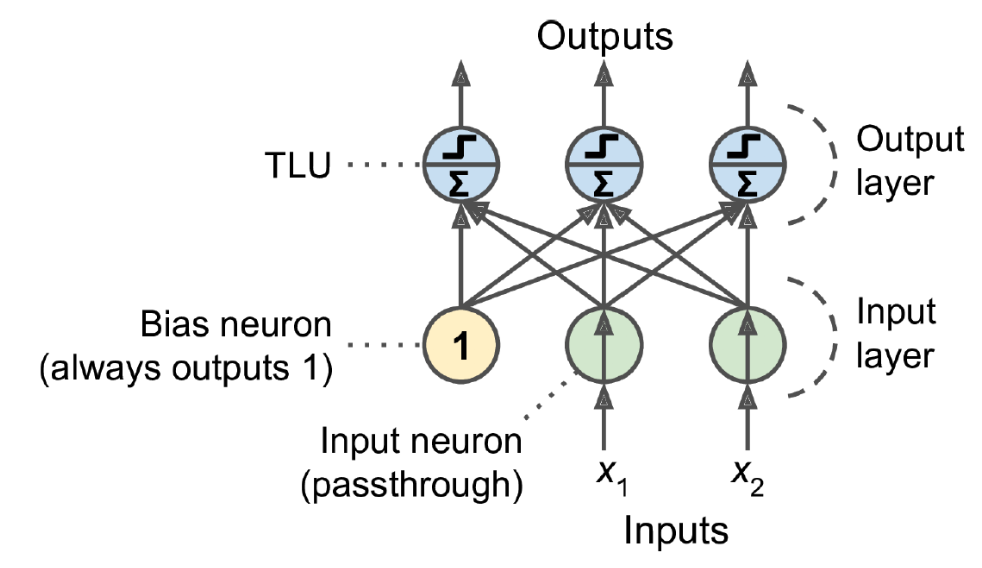 Outputs
TLU
Σ
Σ
Σ
Output
layer
Bias neuron
(always outputs 1)
1
Input
layer
Input neuron
(passthrough)
x₁
x₂
Inputs